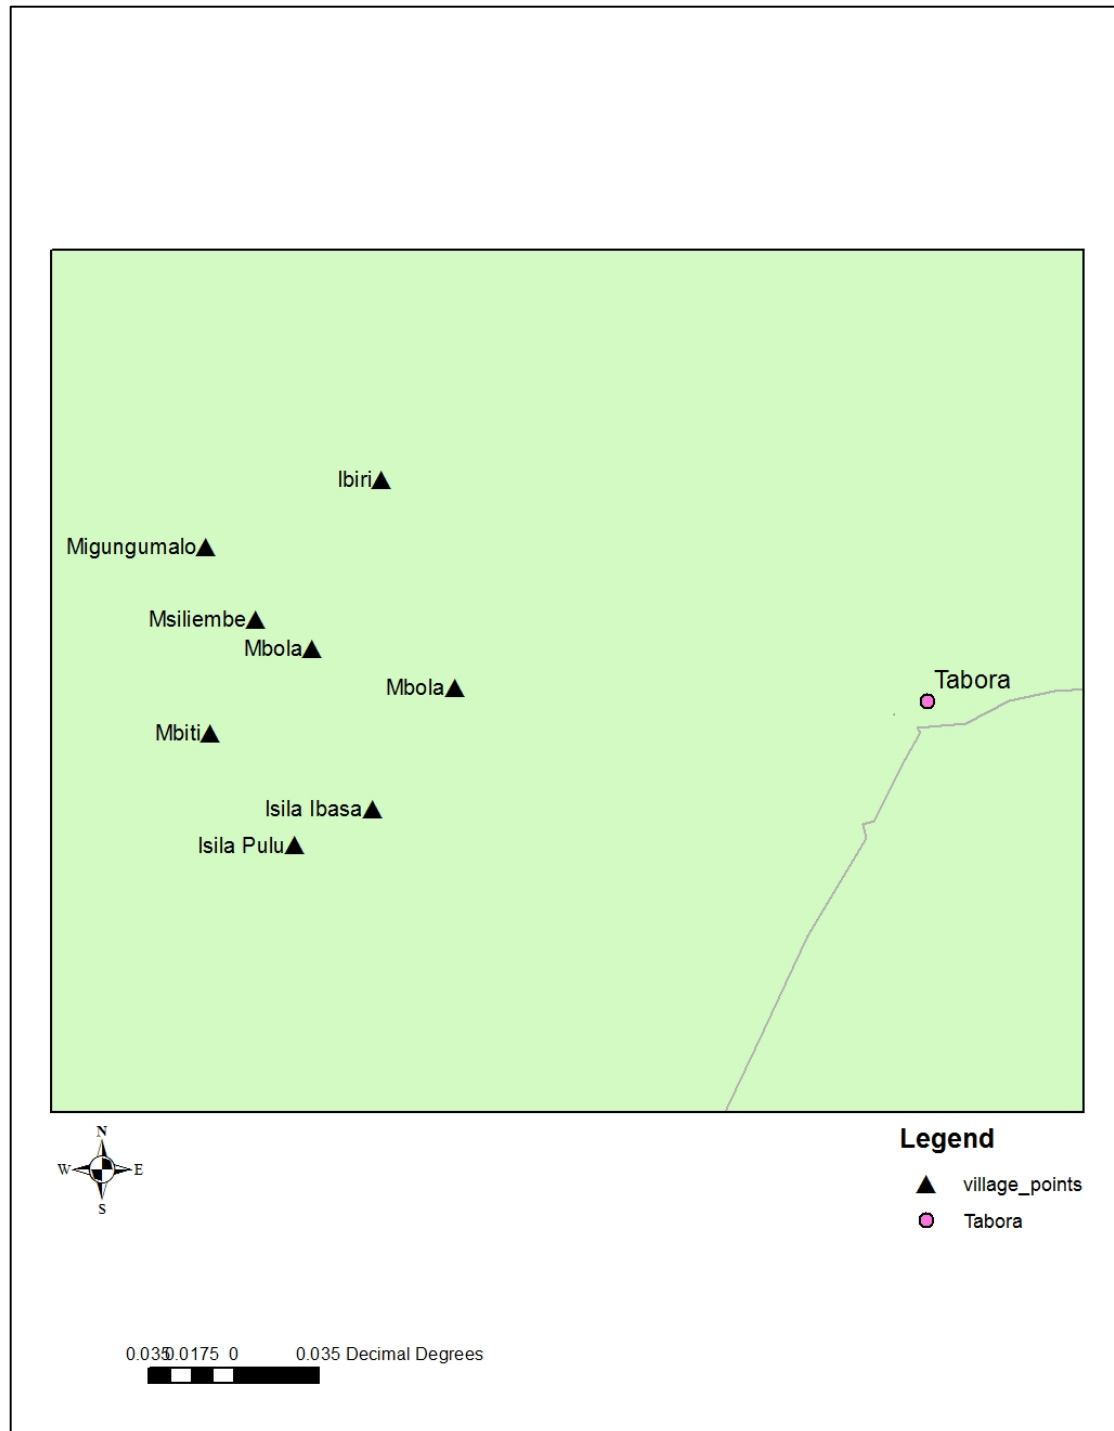 Ibiri
Migungumalo
Msiliembe
Mbola
Mbola
Tabora
Mbiti
Isila Ibasa
Isila Pulu
N
W E
S
Legend
village_points
Tabora
0.035 0.0175 0 0.035 Decimal Degrees